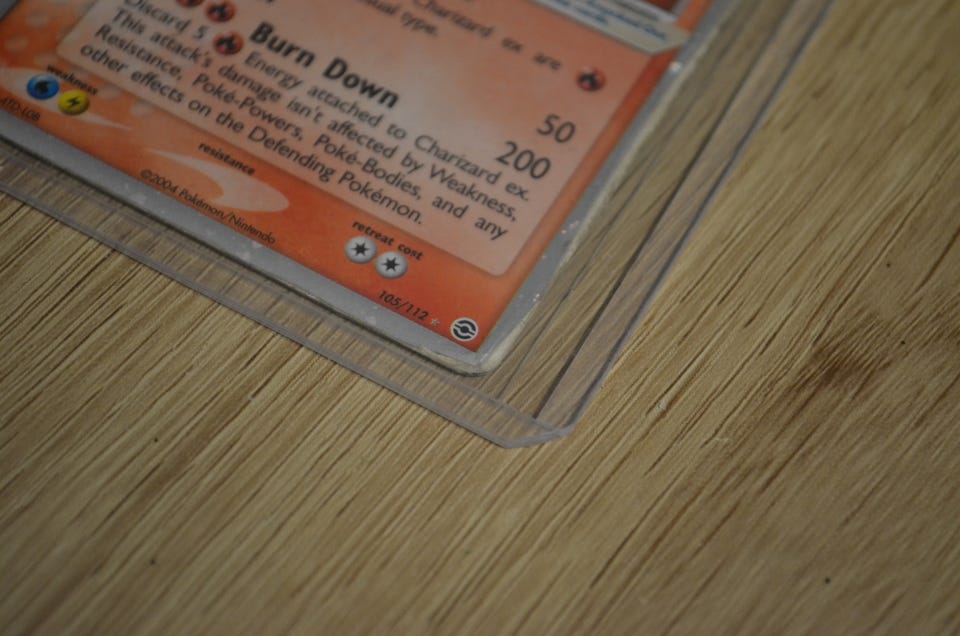 Charizard ex are
type.
50
Burn Down
200
Discard 5 Energy attached to Charizard ex.
This attack's damage isn't affected by Weakness,
Resistance, Poké-Powers, Poké-Bodies, and any
other effects on the Defending Pokémon.
weakness
resistance
retreat cost
©2004 Pokémon/Nintendo
105/112